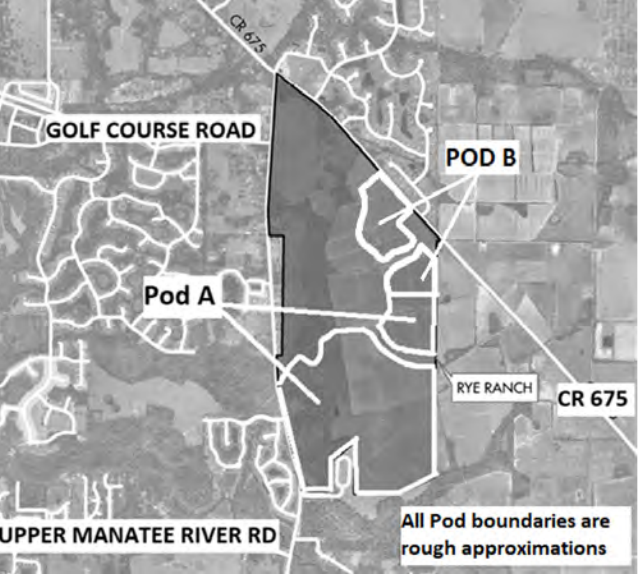 CR 675
GOLF COURSE ROAD
POD B
Pod A
RYE RANCH
CR 675
All Pod boundaries are
rough approximations
UPPER MANATEE RIVER RD